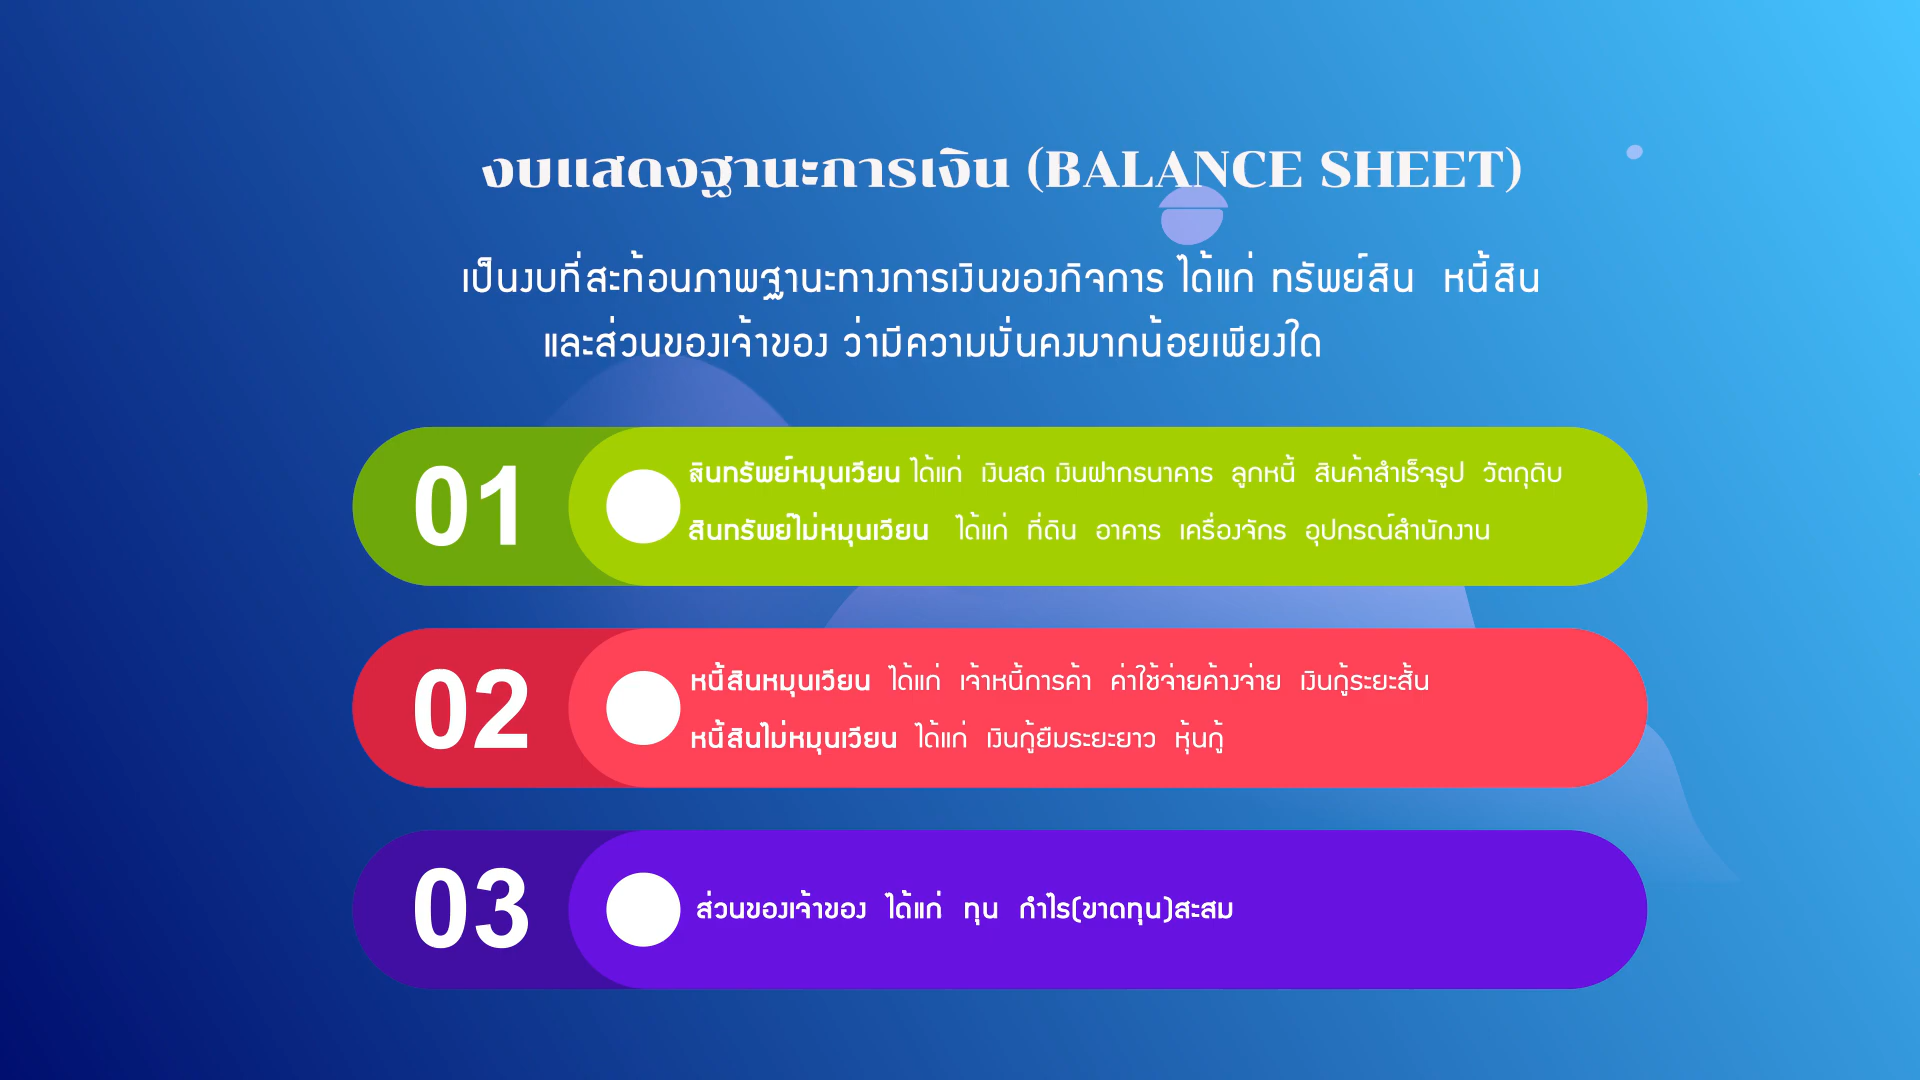 งบแสดงฐานะการเงิน (BALANCE SHEET)
เป็นงบที่สะท้อนภาพฐานะทางการเงินของกิจการ ได้แก่ ทรัพย์สิน หนี้สิน
และส่วนของเจ้าของ ว่ามีความมั่นคงมากน้อยเพียงใด
01
สินทรัพย์หมุนเวียน ได้แก่ เงินสด เงินฝากธนาคาร ลูกหนี้ สินค้าสำเร็จรูป วัตถุดิบ
สินทรัพย์ไม่หมุนเวียน ได้แก่ ที่ดิน อาคาร เครื่องจักร อุปกรณ์สำนักงาน
02
หนี้สินหมุนเวียน ได้แก่ เจ้าหนี้การค้า ค่าใช้จ่ายค้างจ่าย เงินกู้ระยะสั้น
หนี้สินไม่หมุนเวียน ได้แก่ เงินกู้ยืมระยะยาว หุ้นกู้
03
ส่วนของเจ้าของ ได้แก่ ทุน กำไร(ขาดทุน)สะสม